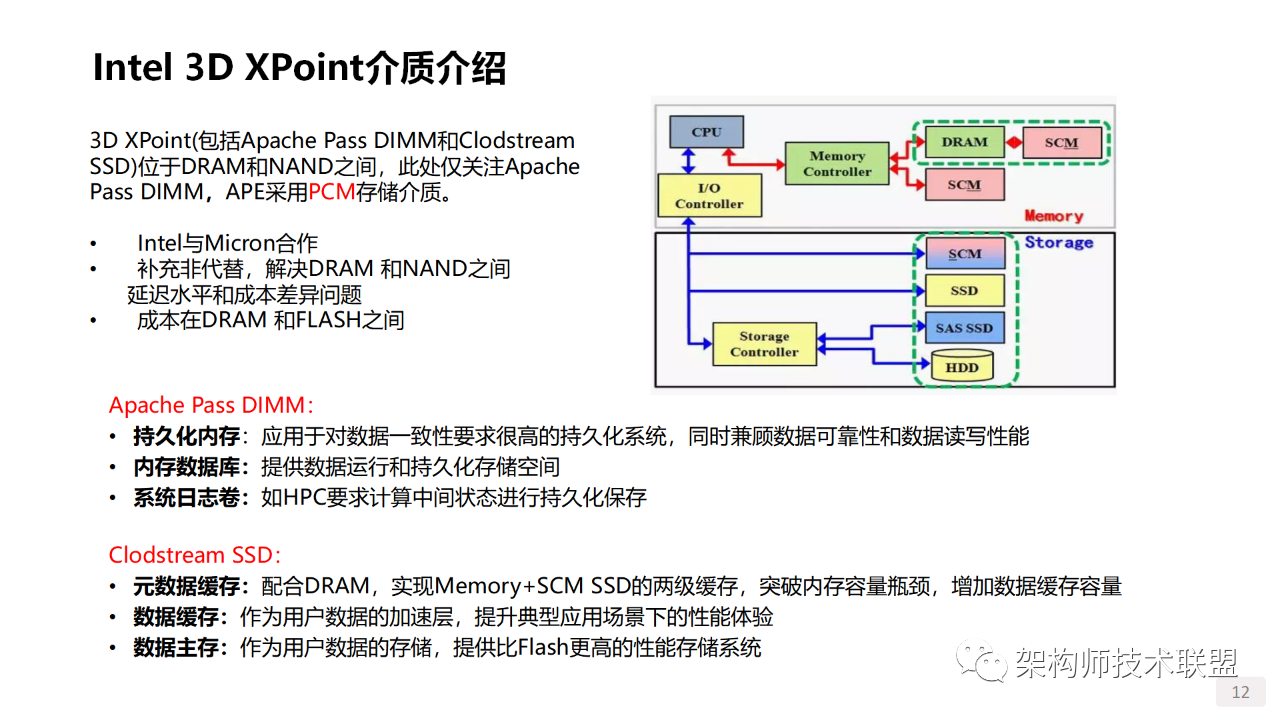 Intel 3D XPoint介质介绍
3D XPoint(包括Apache Pass DIMM和Clodstream
SSD)位于DRAM和NAND之间，此处仅关注Apache
Pass DIMM，APE采用PCM存储介质。
• Intel与Micron合作
• 补充非代替，解决DRAM 和NAND之间
延迟水平和成本差异问题
• 成本在DRAM 和FLASH之间
CPU
Memory
Controller
DRAM
SCM
I/O
Controller
SCM
Memory
Storage
SCM
SSD
SAS SSD
Storage
Controller
HDD
Apache Pass DIMM：
• 持久化内存：应用于对数据一致性要求很高的持久化系统，同时兼顾数据可靠性和数据读写性能
• 内存数据库：提供数据运行和持久化存储空间
• 系统日志卷：如HPC要求计算中间状态进行持久化保存
Clodstream SSD：
• 元数据缓存：配合DRAM，实现Memory+SCM SSD的两级缓存，突破内存容量瓶颈，增加数据缓存容量
• 数据缓存：作为用户数据的加速层，提升典型应用场景下的性能体验
• 数据主存：作为用户数据的存储，提供比Flash更高的性能存储系统
架构师技术联盟
12